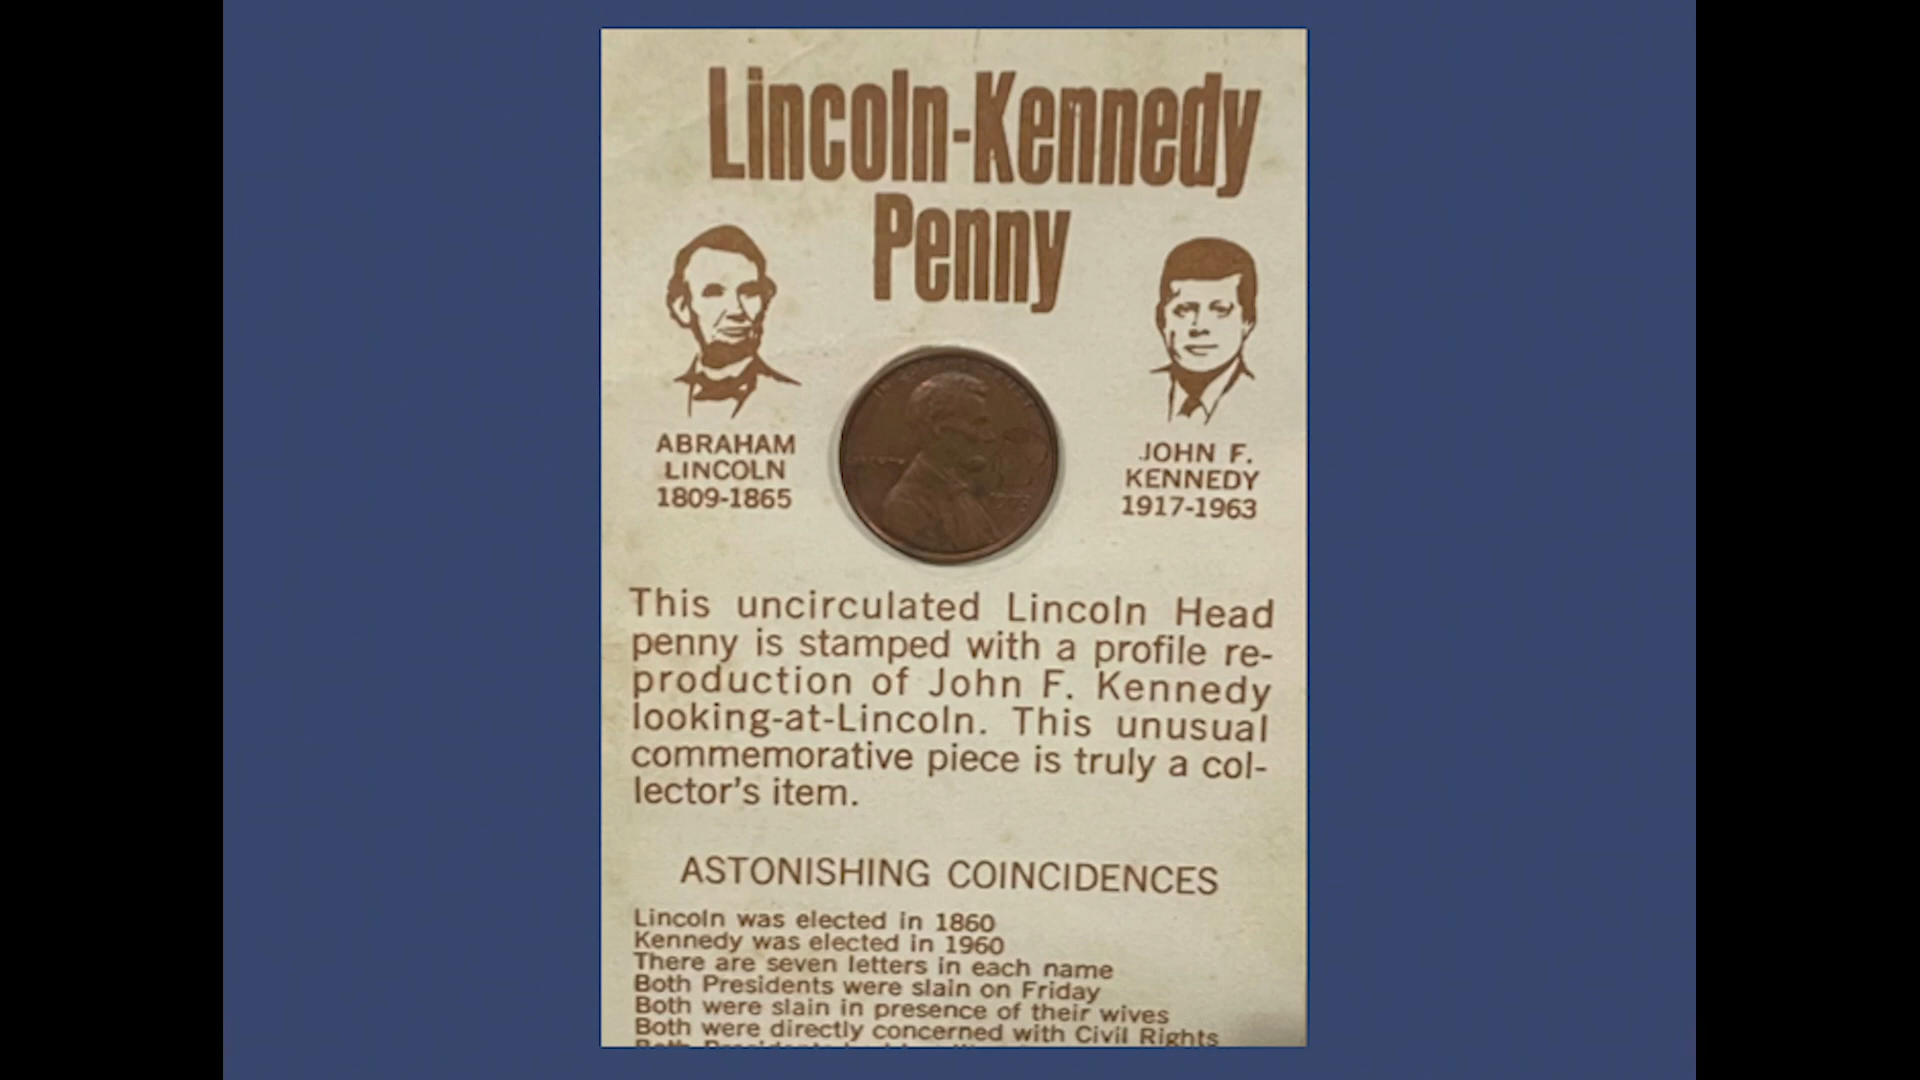 Lincoln-Kennedy
Penny
ABRAHAM
LINCOLN
1809-1865
JOHN F.
KENNEDY
1917-1963
This uncirculated Lincoln Head
penny is stamped with a profile re-
production of John F. Kennedy
looking-at-Lincoln. This unusual
commemorative piece is truly a col-
lector's item.
ASTONISHING COINCIDENCES
Lincoln was elected in 1860
Kennedy was elected in 1960
There are seven letters in each name
Both Presidents were slain on Friday
Both were slain in presence of their wives
Both were directly concerned with Civil Rights